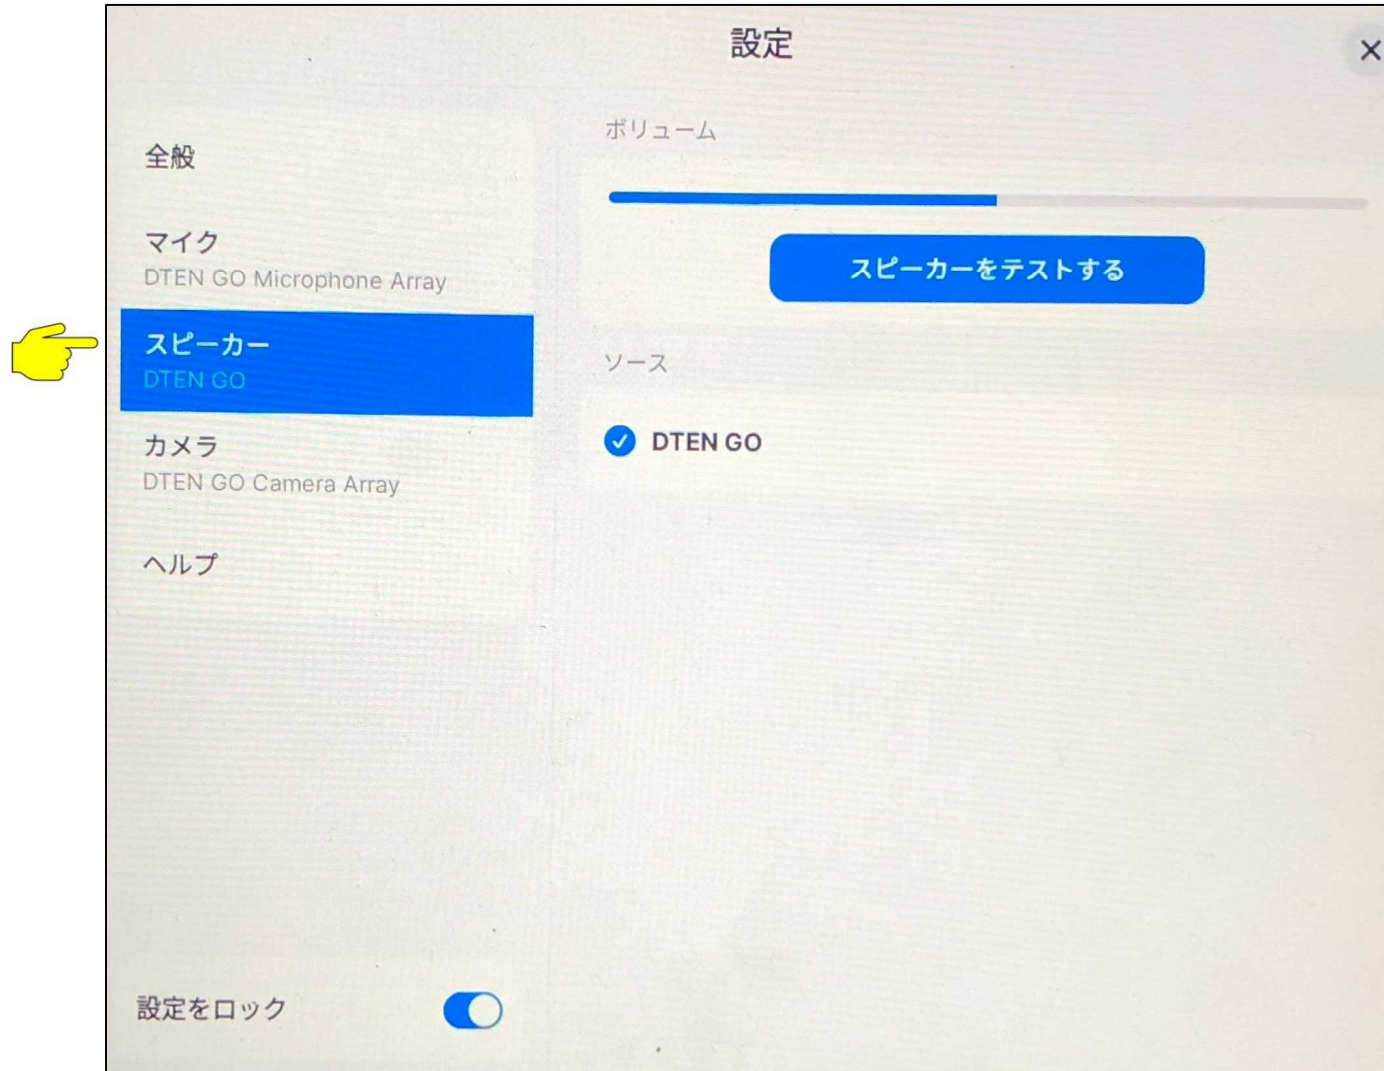 設定
全般
マイク
DTEN GO Microphone Array
スピーカー
DTEN GO
カメラ
DTEN GO Camera Array
ヘルプ
設定をロック
ボリューム
スピーカーをテストする
ソース
DTEN GO